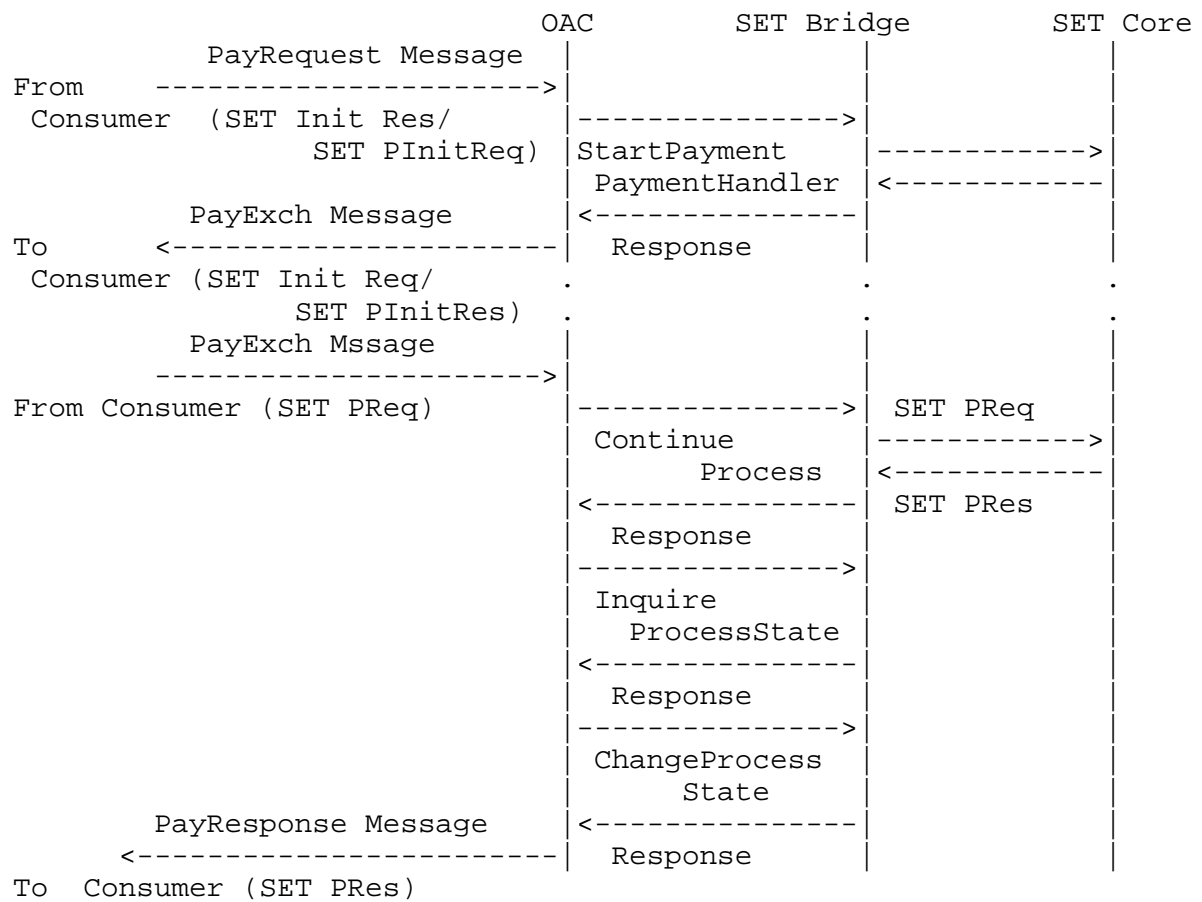 OAC SET Bridge SET Core
PayRequest Message | | |
From ----------------------> | | |
Consumer (SET Init Res/ |---------------> | |
SET PInitReq) |StartPayment |------------> |
| PaymentHandler |<------------ |
PayExch Message |<--------------- | |
To <---------------------- | Response | |
Consumer (SET Init Req/ . . .
SET PInitRes) . . .
PayExch Mssage | | |
----------------------> | | |
From Consumer (SET PReq) |---------------> | SET PReq |
| Continue |------------> |
| Process |<------------ |
|<--------------- | SET PRes |
| Response | |
|---------------> | |
| Inquire | |
| ProcessState | |
|<--------------- | |
| Response | |
|---------------> | |
| ChangeProcess | |
| State | |
PayResponse Message |<--------------- | |
<------------------------ | Response | |
To Consumer (SET PRes)